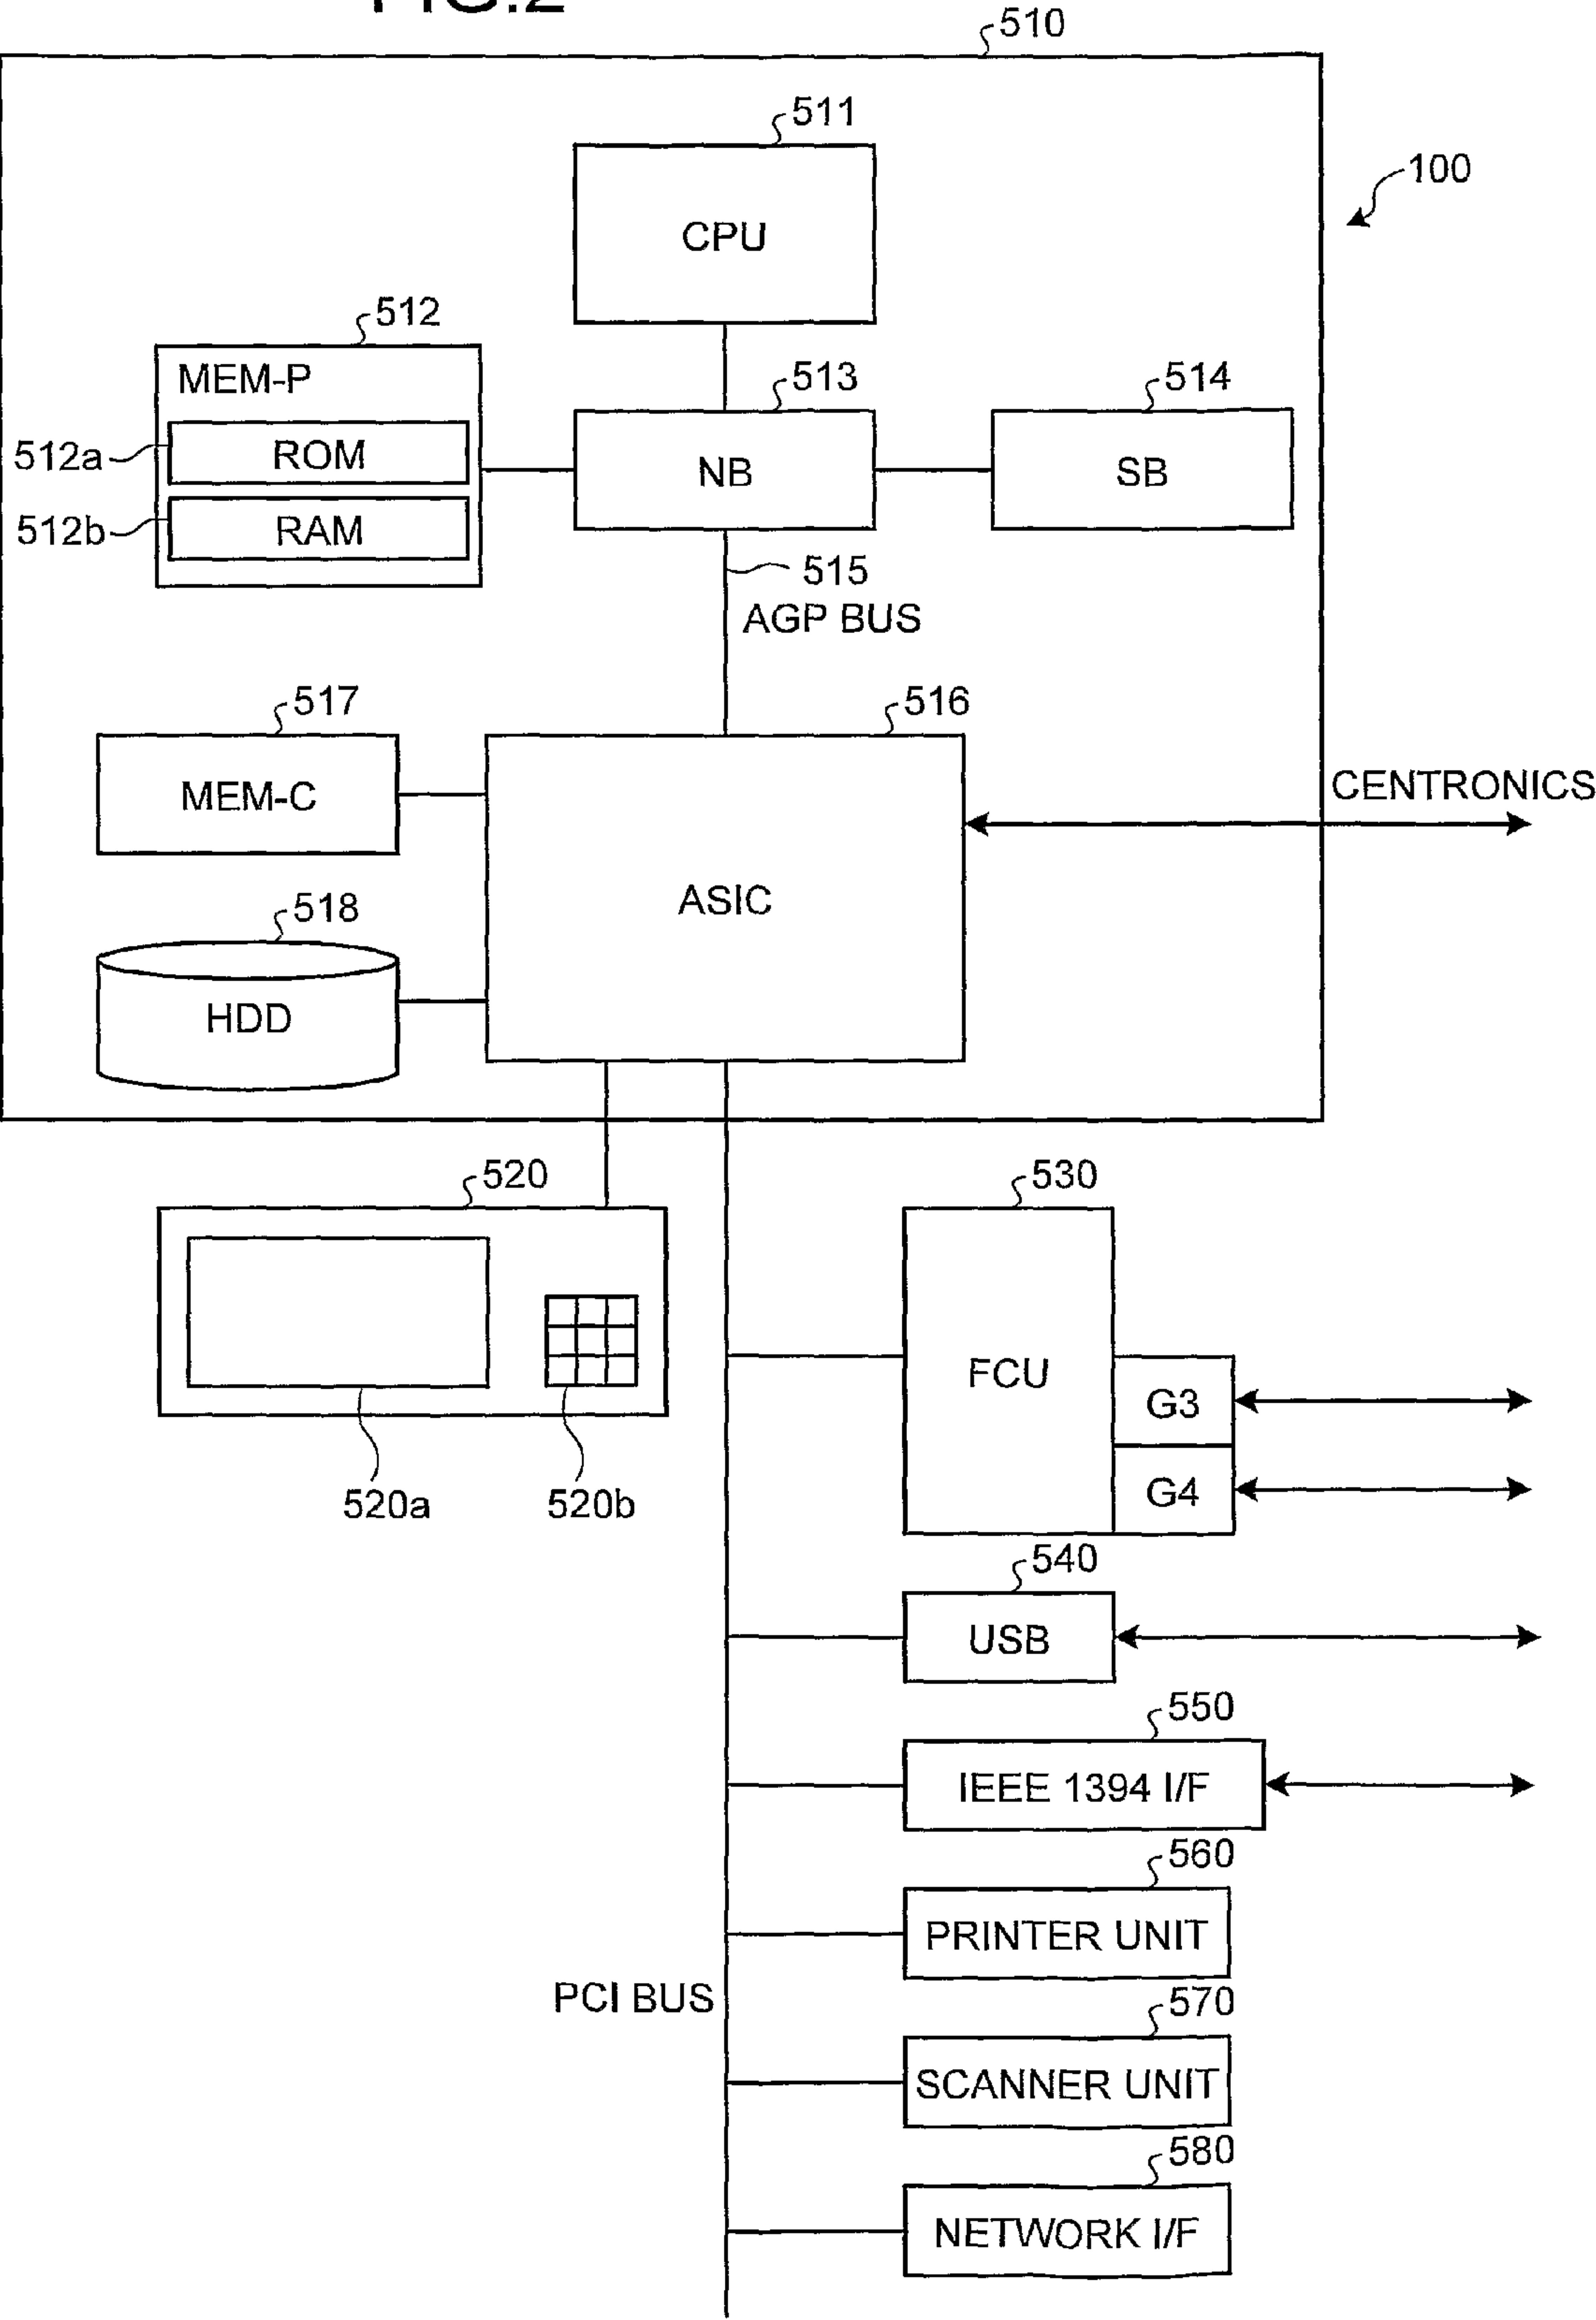 FIG.2
510
511
100
CPU
512
MEM-P
513
514
512a
ROM
NB
SB
512b
RAM
515
AGP BUS
517
516
MEM-C
CENTRONICS
ASIC
518
HDD
520
530
FCU
G3
G4
520a
520b
540
USB
550
IEEE 1394 I/F
560
PRINTER UNIT
PCI BUS
570
SCANNER UNIT
580
NETWORK I/F